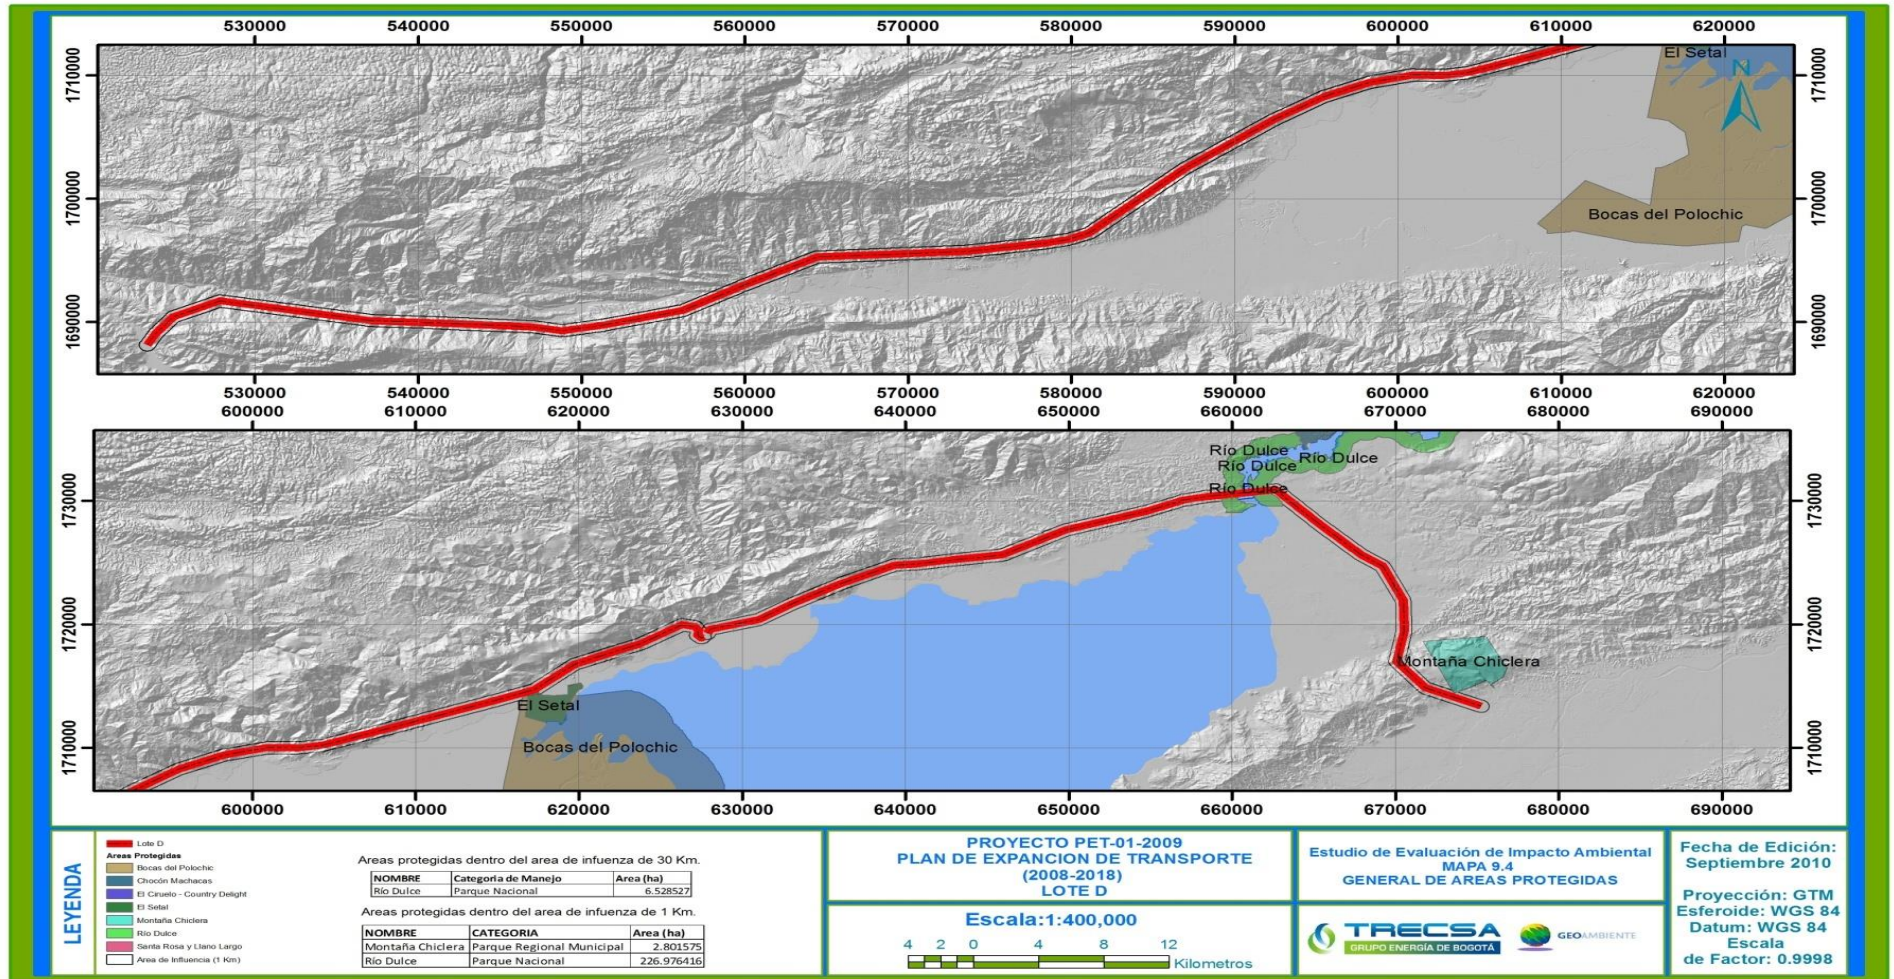 530000 540000 550000 560000 570000 580000 590000 600000 610000 620000
1710000
1700000
1690000
El Setal
N
Bocas del Polochic
1710000
1700000
1690000
530000 540000 550000 560000 570000 580000 590000 600000 610000 620000
600000 610000 620000 630000 640000 650000 660000 670000 680000 690000
1730000
1720000
1710000
Río Dulce
Río Dulce
Río Dulce
Río Dulce
Montaña Chiclera
El Setal
Bocas del Polochic
1730000
1720000
1710000
600000 610000 620000 630000 640000 650000 660000 670000 680000 690000
LEYENDA
Lote D
Areas Protegidas
Bocas del Polochic
Chocón Machacas
El Ciruelo - Country Delight
El Setal
Montaña Chiclera
Río Dulce
Santa Rosa y Llano Largo
Area de Influencia (1 Km)
Areas protegidas dentro del area de infuenza de 30 Km.
NOMBRE Categoria de Manejo Area (ha)
Río Dulce Parque Nacional 6.528527
Areas protegidas dentro del area de infuenza de 1 Km.
NOMBRE CATEGORIA Area (ha)
Montaña Chiclera Parque Regional Municipal 2.801575
Río Dulce Parque Nacional 226.976416
PROYECTO PET-01-2009
PLAN DE EXPANCION DE TRANSPORTE
(2008-2018)
LOTE D
Escala:1:400,000
4 2 0 4 8 12
Kilometros
Estudio de Evaluación de Impacto Ambiental
MAPA 9.4
GENERAL DE AREAS PROTEGIDAS
TRECSA
GRUPO ENERGÍA DE BOGOTÁ
GEOAMBIENTE
Fecha de Edición:
Septiembre 2010
Proyección: GTM
Esferoide: WGS 84
Datum: WGS 84
Escala
de Factor: 0.9998